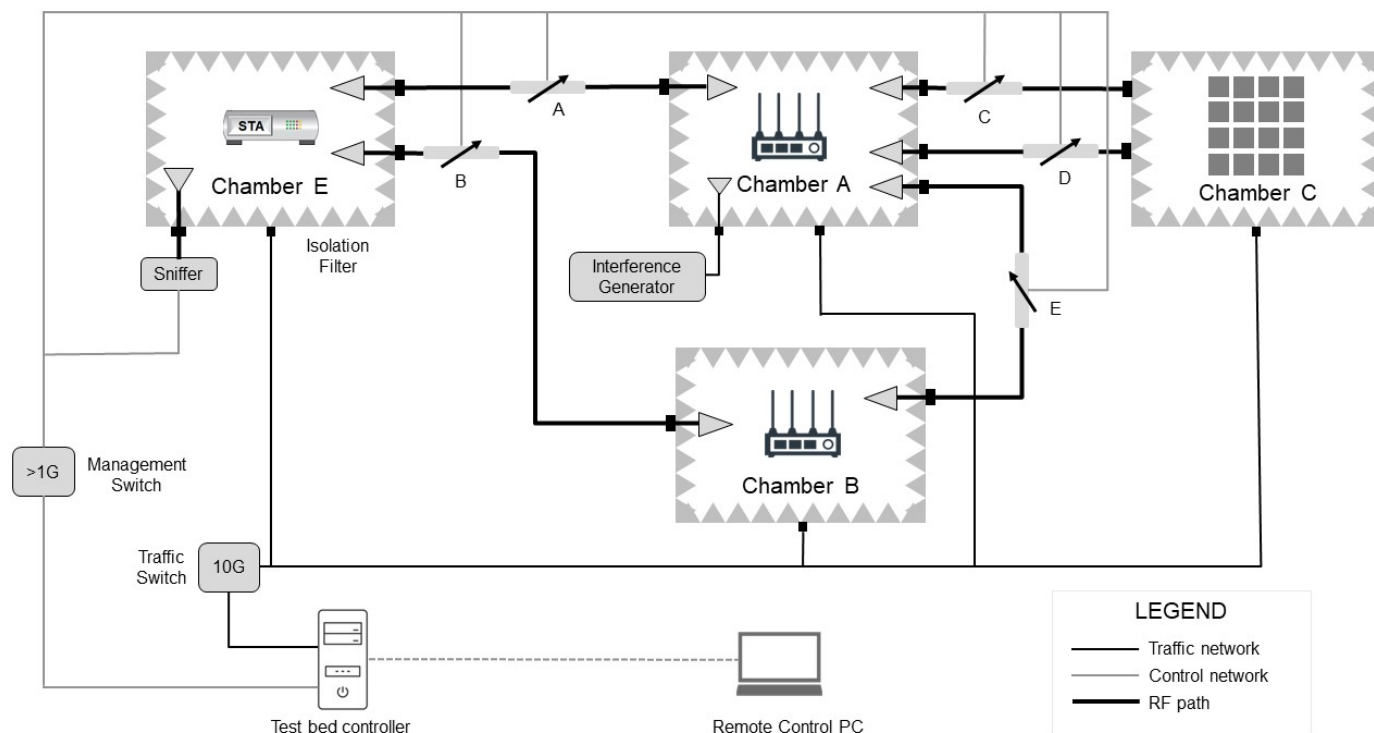 STA
A
C
B
D
Chamber E
Chamber A
Chamber C
Isolation
Filter
Sniffer
Interference
Generator
E
>1G
Management
Switch
Chamber B
Traffic
Switch
10G
LEGEND
Traffic network
Control network
RF path
Test bed controller
Remote Control PC